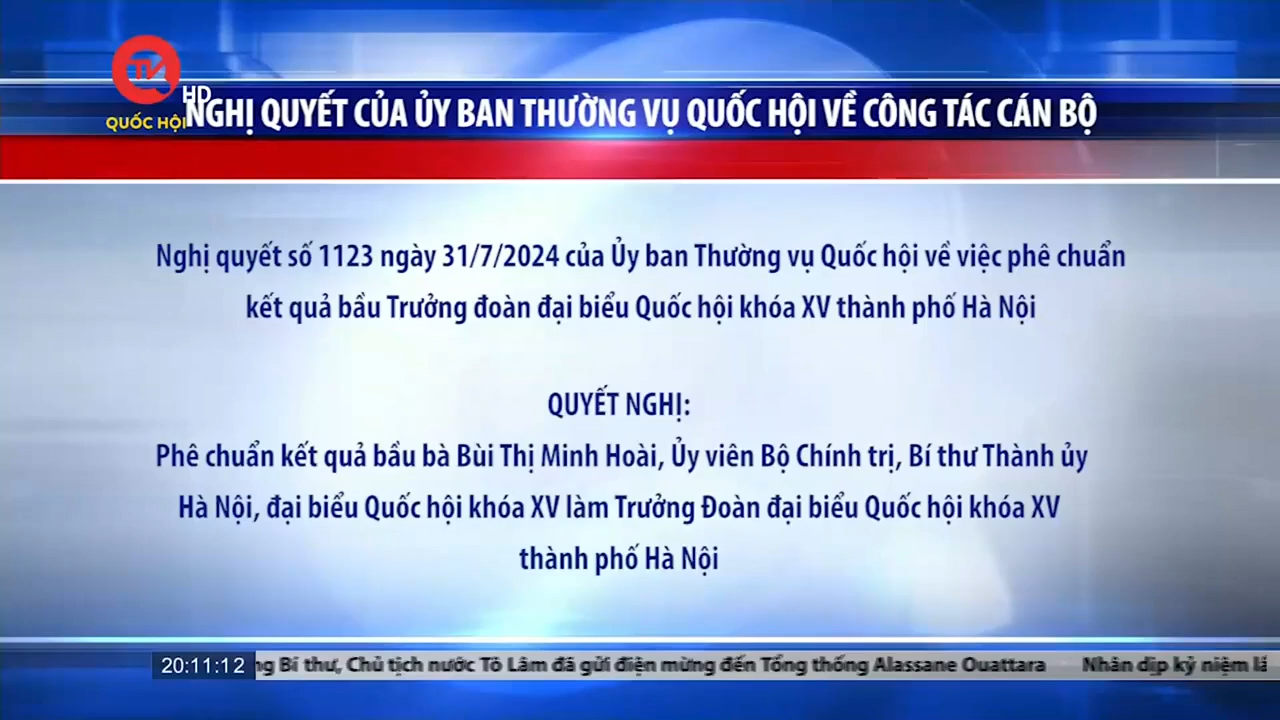 TV
HD
QUỐC HỘI
NGHỊ QUYẾT CỦA ỦY BAN THƯỜNG VỤ QUỐC HỘI VỀ CÔNG TÁC CÁN BỘ
Nghị quyết số 1123 ngày 31/7/2024 của Ủy ban Thường vụ Quốc hội về việc phê chuẩn
kết quả bầu Trưởng đoàn đại biểu Quốc hội khóa XV thành phố Hà Nội
QUYẾT NGHỊ:
Phê chuẩn kết quả bầu bà Bùi Thị Minh Hoài, Ủy viên Bộ Chính trị, Bí thư Thành ủy
Hà Nội, đại biểu Quốc hội khóa XV làm Trưởng Đoàn đại biểu Quốc hội khóa XV
thành phố Hà Nội
20:11:12 ng Bí thư, Chủ tịch nước Tô Lâm đã gửi điện mừng đến Tổng thống Alassane Ouattara Nhân dịp kỷ niệm